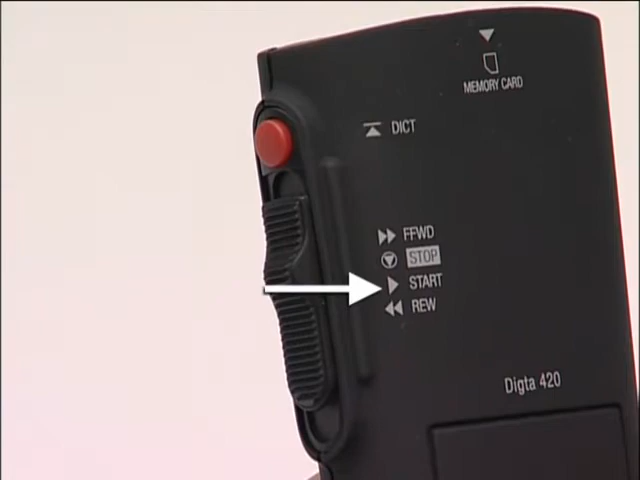 MEMORY CARD
DICT
FFWD
STOP
START
REW
Digta 420